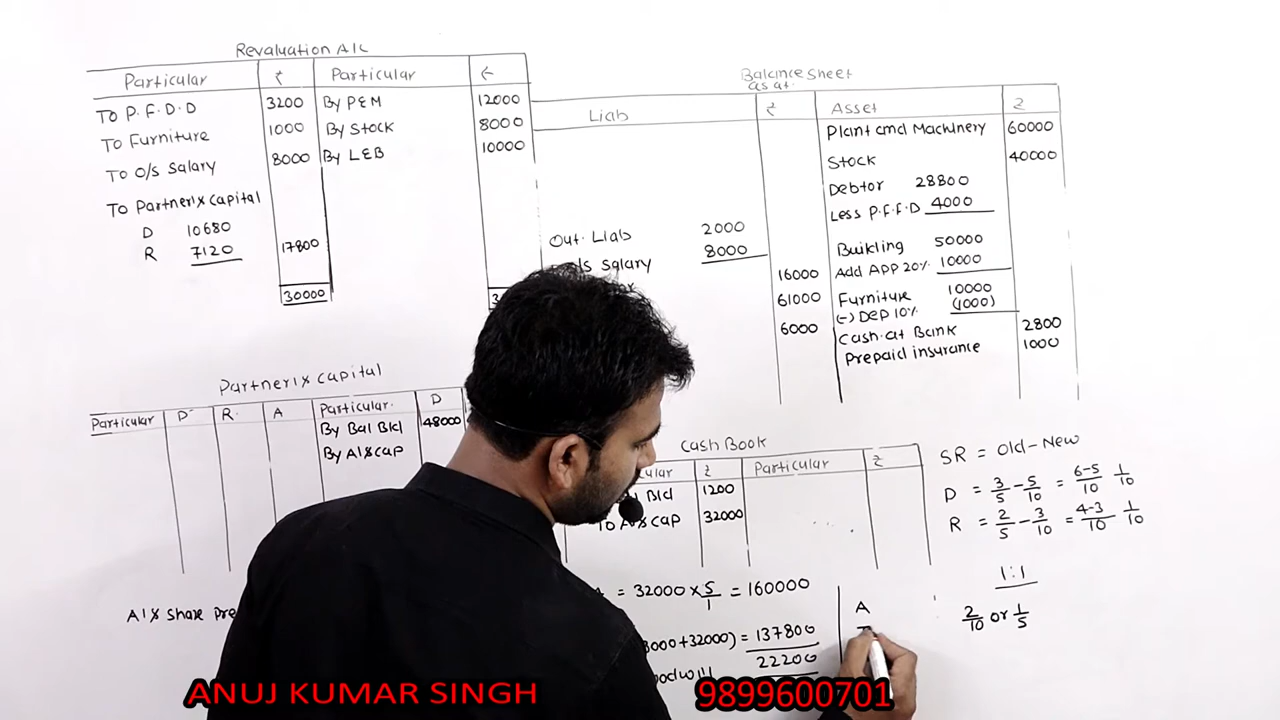 Revaluation A/C
Particular ₹ Particular ₹
To P.F.D.D 3200 By P&M 12000
To Furniture 1000 By Stock 8000
To O/s Salary 8000 By L&B 10000
To Partner's Capital
D 10680
R 7120 17800
30000
Balance Sheet
as at
Liab ₹ Asset ₹
Plant and Machinery 60000
Stock 40000
Debtor 28800
Less P.F.F.D 4000
Out. Liab 2000 Building 50000
Salary 8000 Add APP 20% 10000
16000
61000 Furniture 10000
(-) Dep 10% (1000)
6000 Cash at Bank 2800
Prepaid insurance 1000
Partner's Capital
Particular D R A Particular D
By Bal B/d 48000
By A's Cap
Cash Book
₹ Particular ₹
B/d 1200
To A's Cap 32000
SR = Old - New
D = 3/5 - 5/10 = 6-5/10 1/10
R = 2/5 - 3/10 = 4-3/10 1/10
1:1
2/10 or 1/5
A's Share
= 32000 × 5/1 = 160000
+32000) = 137800
22200
A
ANUJ KUMAR SINGH 9899600701